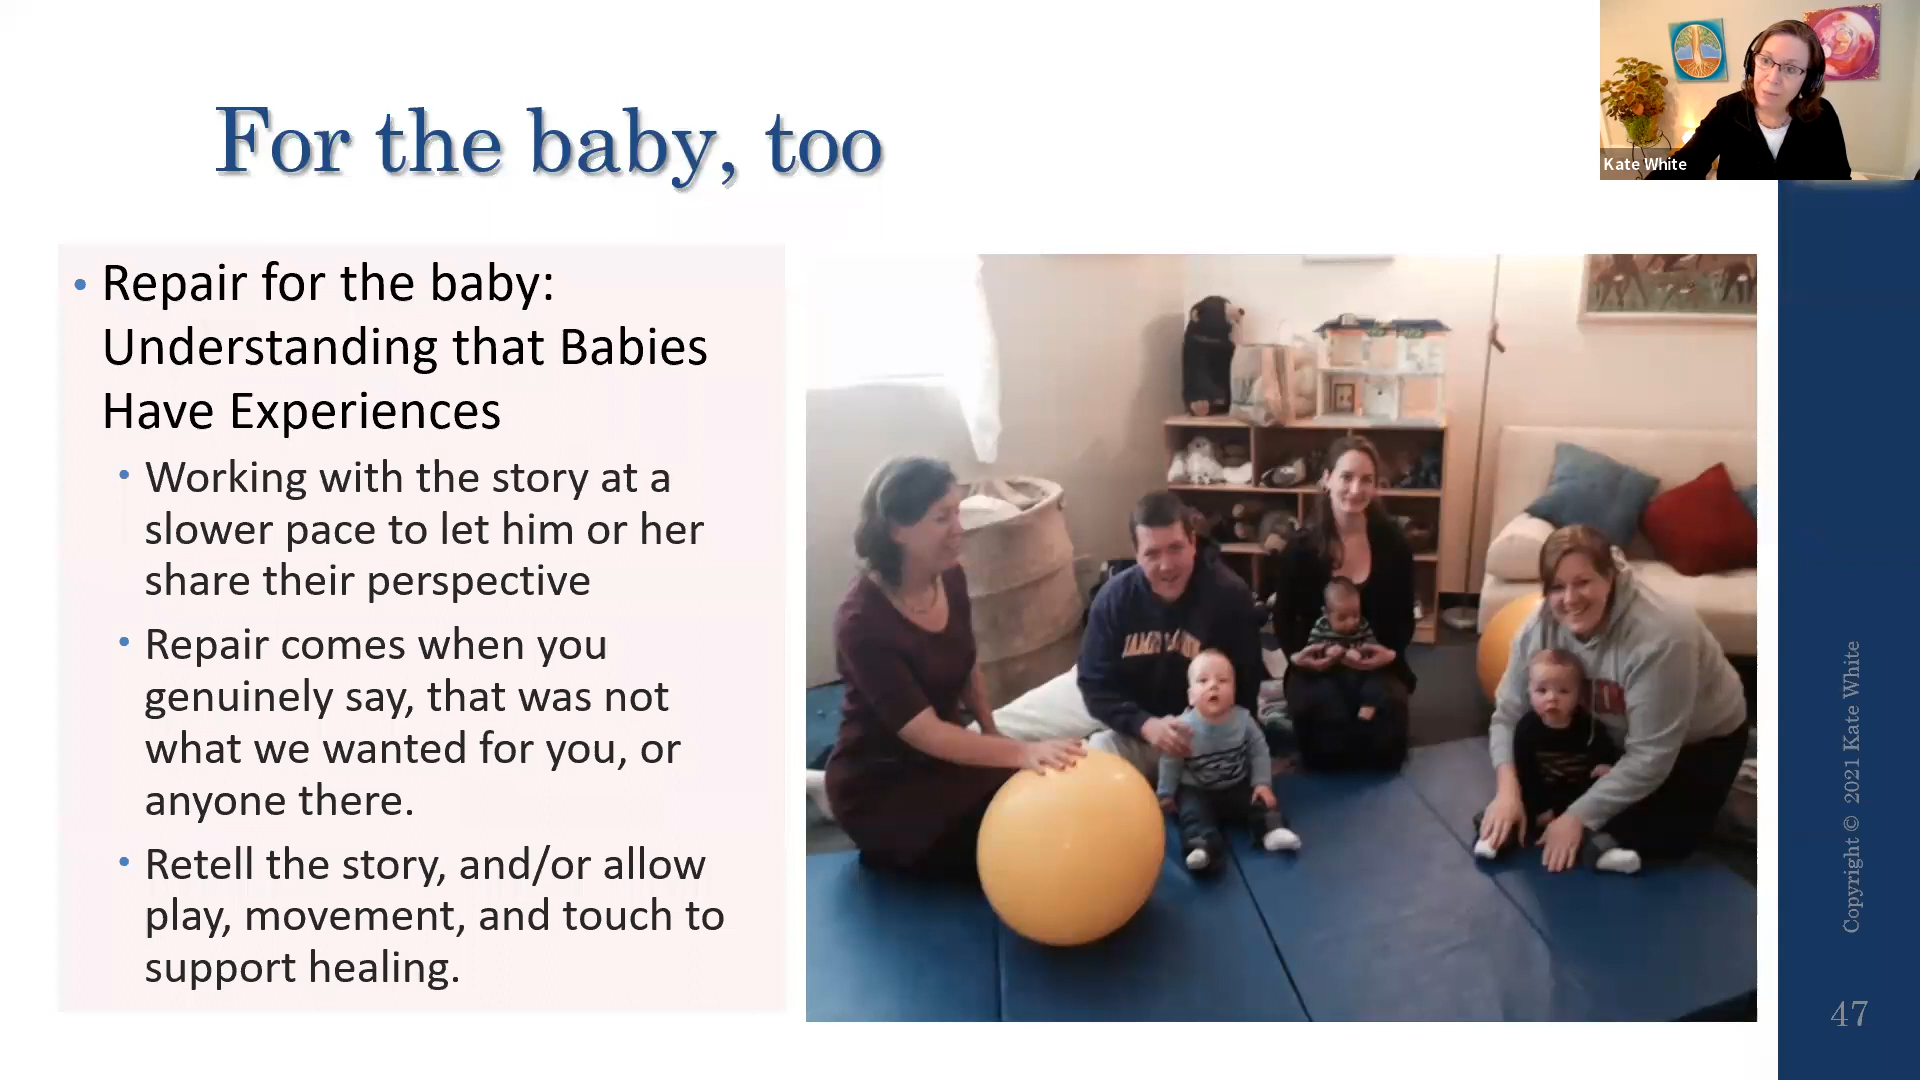 For the baby, too
Kate White
• Repair for the baby:
Understanding that Babies
Have Experiences
• Working with the story at a
slower pace to let him or her
share their perspective
• Repair comes when you
genuinely say, that was not
what we wanted for you, or
anyone there.
• Retell the story, and/or allow
play, movement, and touch to
support healing.
Copyright © 2021 Kate White
47